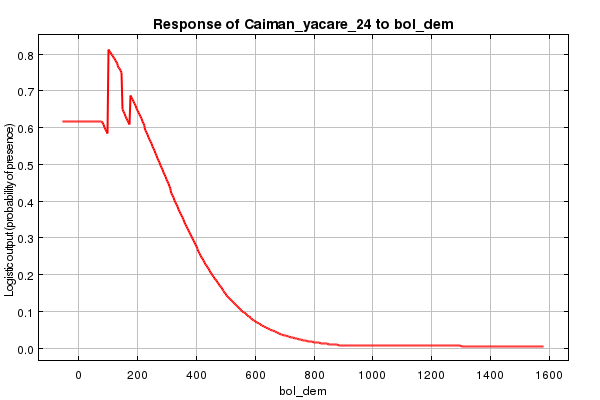 Response of Caiman_yacare_24 to bol_dem
Logistic output (probability of presence)
0.8
0.7
0.6
0.5
0.4
0.3
0.2
0.1
0.0
0 200 400 600 800 1000 1200 1400 1600
bol_dem